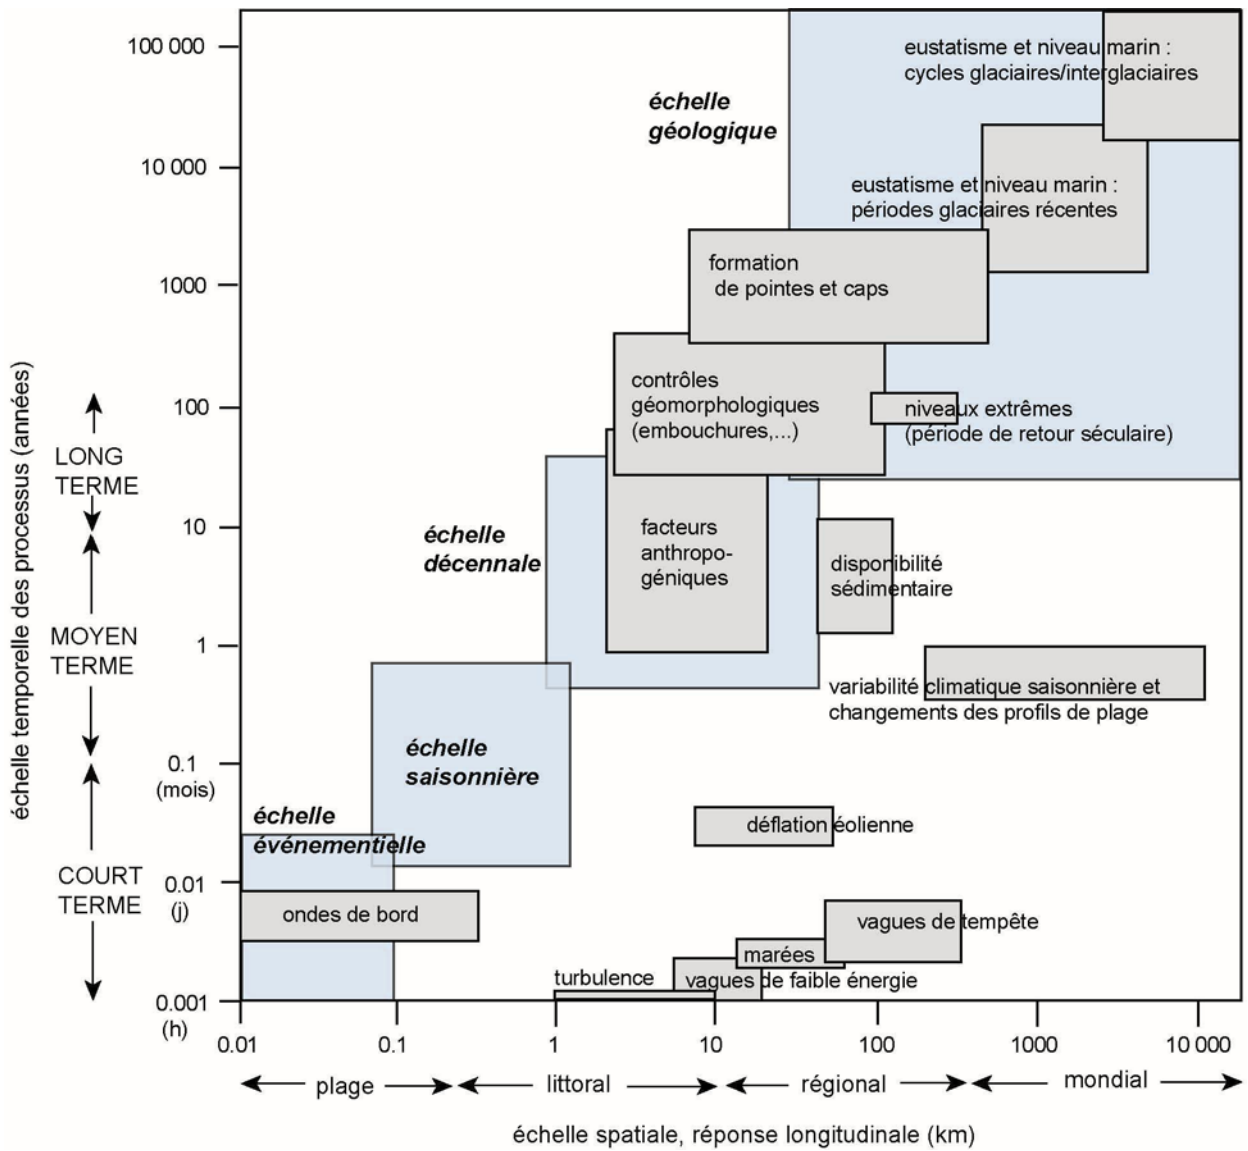 100 000
10 000
1000
100
10
1
0.1
(mois)
0.01
(j)
0.001
(h)
échelle temporelle des processus (années)
LONG
TERME
MOYEN
TERME
COURT
TERME
eustatisme et niveau marin :
cycles glaciaires/interglaciaires
échelle
géologique
eustatisme et niveau marin :
périodes glaciaires récentes
formation
de pointes et caps
contrôles
géomorphologiques
(embouchures,...)
niveaux extrêmes
(période de retour séculaire)
échelle
décennale
facteurs
anthropo-
géniques
disponibilité
sédimentaire
variabilité climatique saisonnière et
changements des profils de plage
échelle
saisonnière
échelle
événementielle
déflation éolienne
ondes de bord
vagues de tempête
marées
turbulence
vagues de faible énergie
0.01
0.1
1
10
100
1000
10 000
plage
littoral
régional
mondial
échelle spatiale, réponse longitudinale (km)